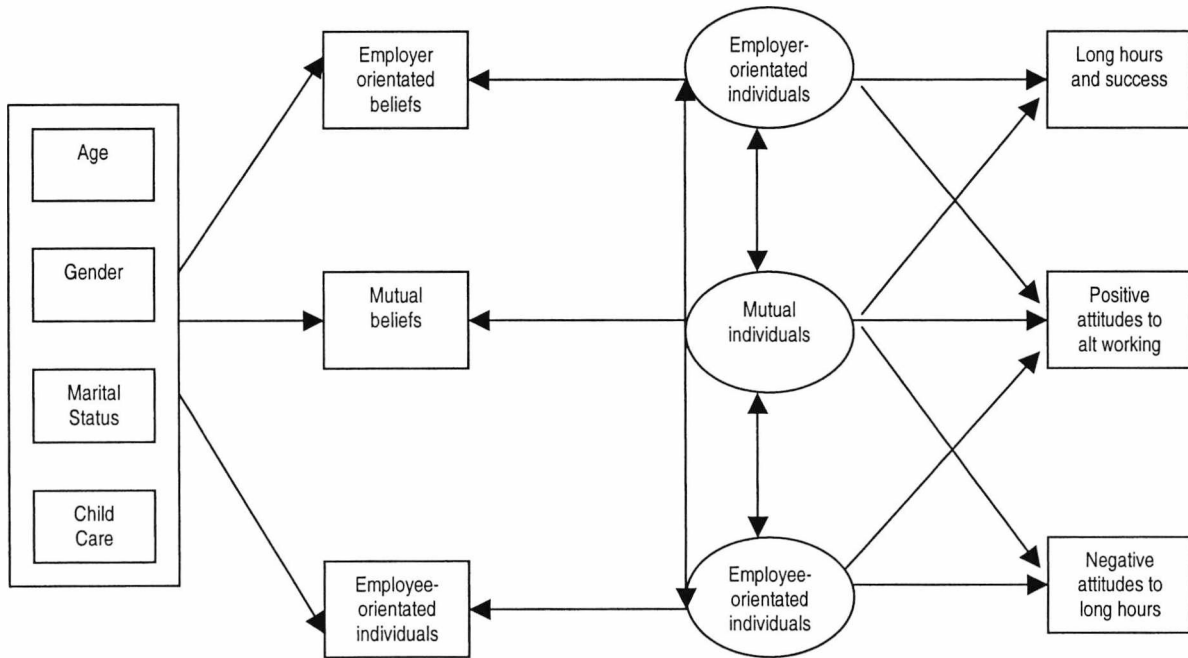 Age
Gender
Marital
Status
Child
Care
Employer
orientated
beliefs
Mutual
beliefs
Employee-
orientated
individuals
Employer-
orientated
individuals
Mutual
individuals
Employee-
orientated
individuals
Long hours
and success
Positive
attitudes to
alt working
Negative
attitudes to
long hours